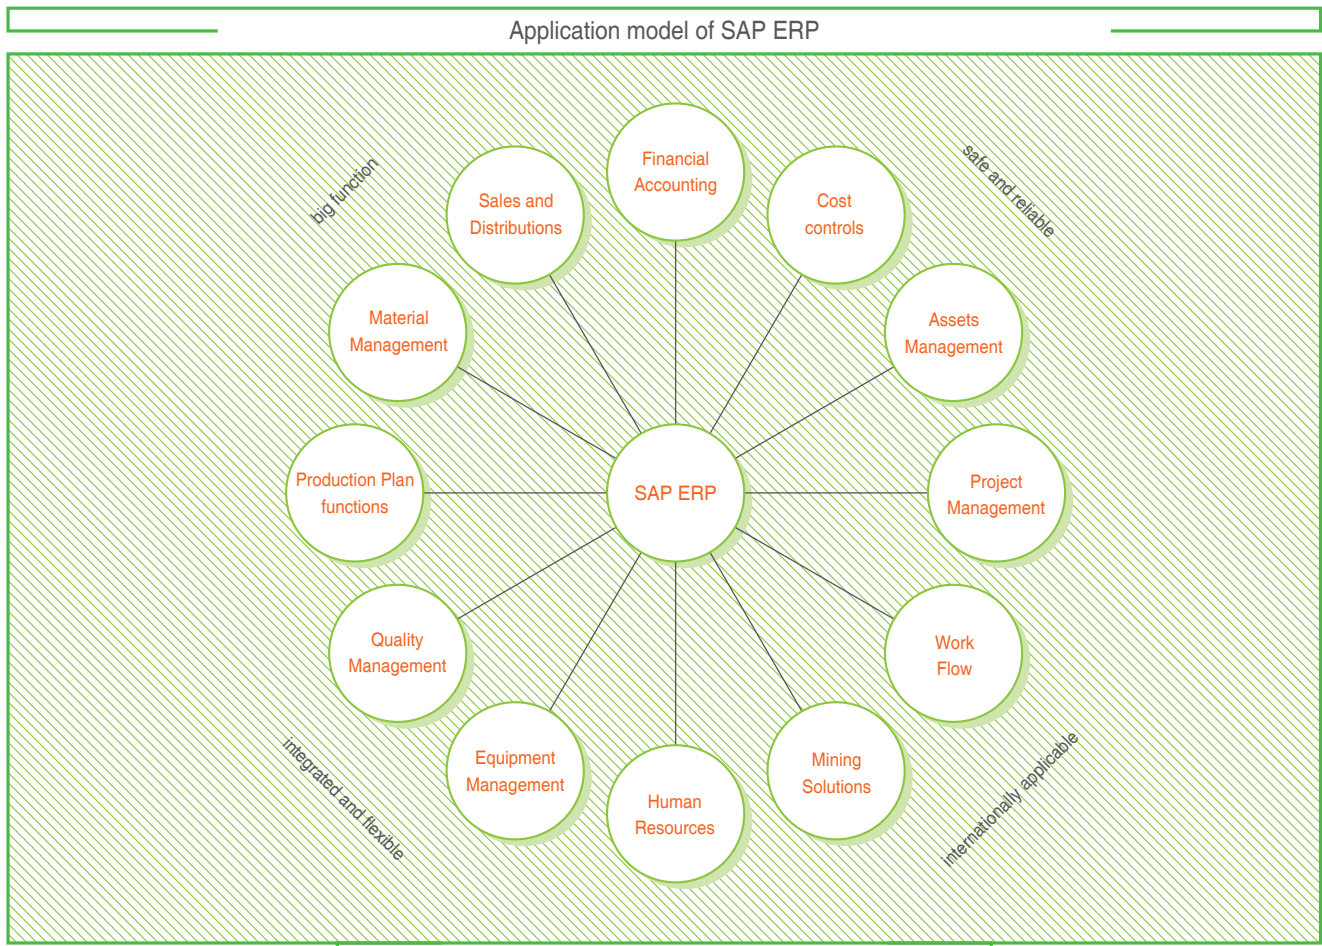 Application model of SAP ERP
big function
safe and reliable
Financial
Accounting
Sales and
Distributions
Cost
controls
Material
Management
Assets
Management
Production Plan
functions
SAP ERP
Project
Management
Quality
Management
Work
Flow
Equipment
Management
Mining
Solutions
Human
Resources
integrated and flexible
internationally applicable